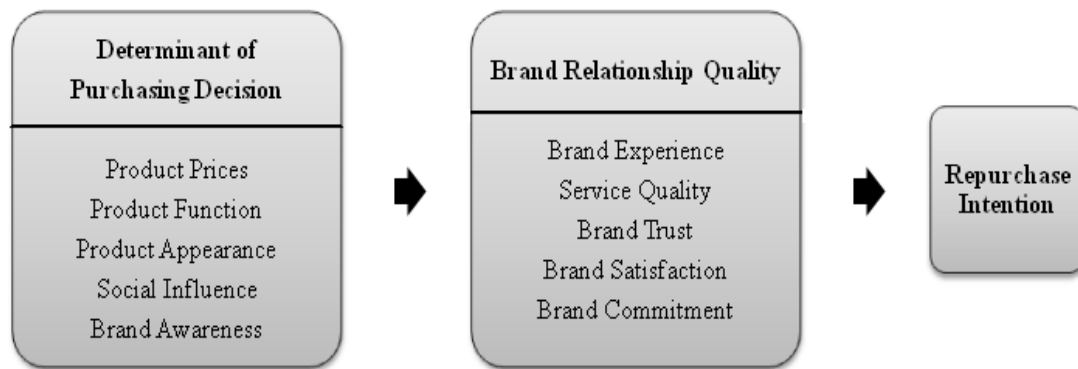 Determinant of
Purchasing Decision
Product Prices
Product Function
Product Appearance
Social Influence
Brand Awareness
Brand Relationship Quality
Brand Experience
Service Quality
Brand Trust
Brand Satisfaction
Brand Commitment
Repurchase
Intention